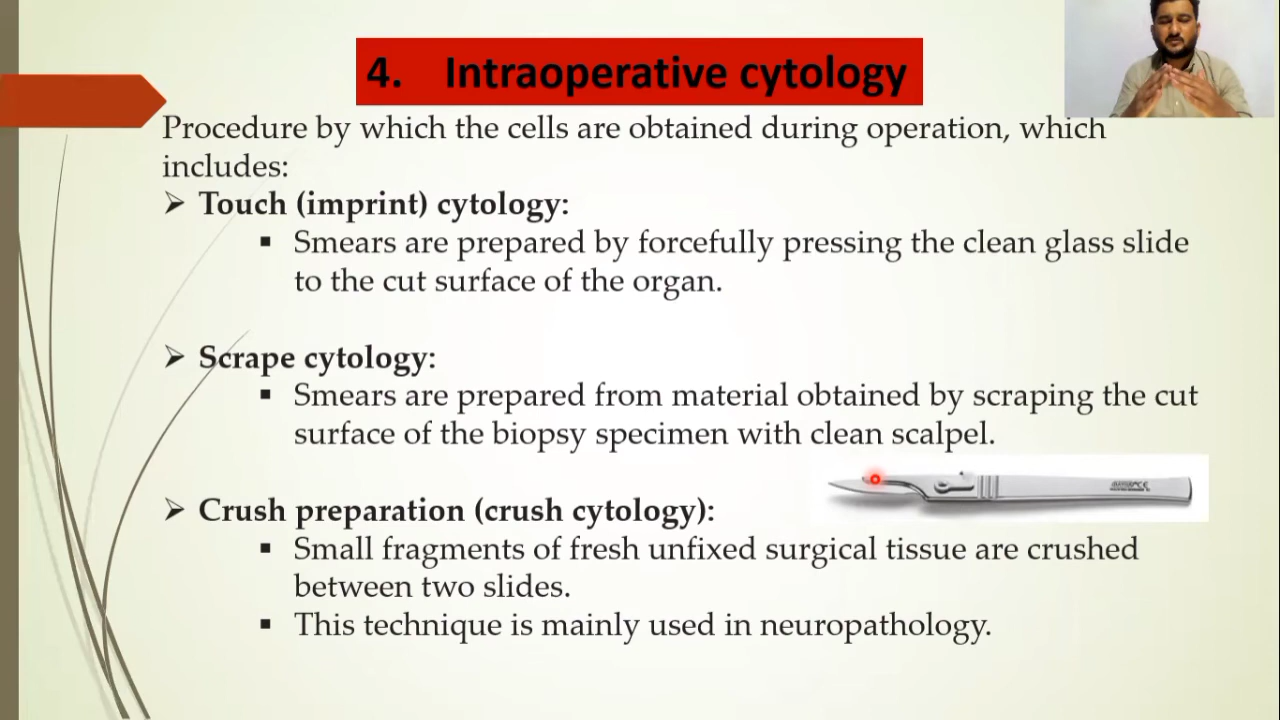 4. Intraoperative cytology
Procedure by which the cells are obtained during operation, which
includes:
➢ Touch (imprint) cytology:
▪ Smears are prepared by forcefully pressing the clean glass slide
to the cut surface of the organ.
➢ Scrape cytology:
▪ Smears are prepared from material obtained by scraping the cut
surface of the biopsy specimen with clean scalpel.
➢ Crush preparation (crush cytology):
▪ Small fragments of fresh unfixed surgical tissue are crushed
between two slides.
▪ This technique is mainly used in neuropathology.